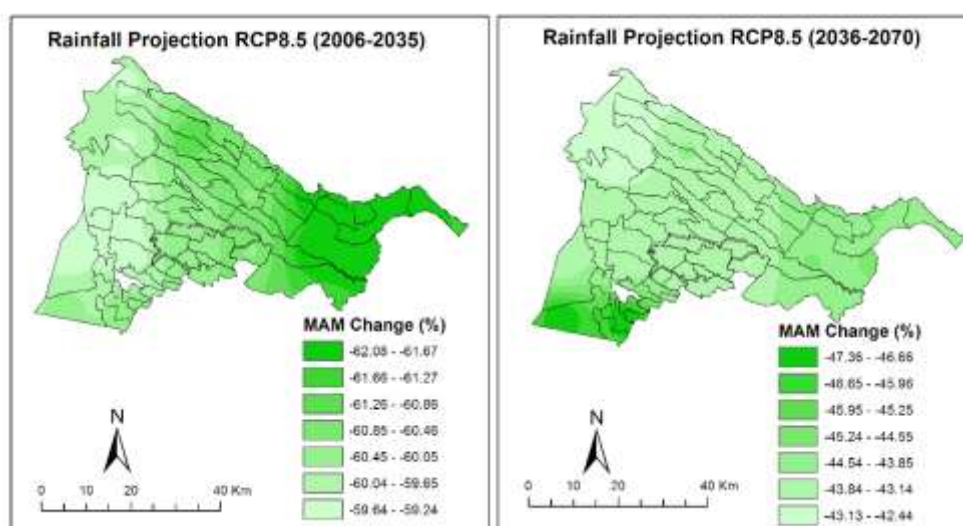 Rainfall Projection RCP8.5 (2006-2035)
MAM Change (%)
-62.08 - -61.67
-61.66 - -61.27
-61.26 - -60.86
-60.85 - -60.46
-60.45 - -60.05
-60.04 - -59.65
-59.64 - -59.24
N
0 10 20 40 Km
Rainfall Projection RCP8.5 (2036-2070)
MAM Change (%)
-47.36 - -46.66
-46.65 - -45.96
-45.95 - -45.25
-45.24 - -44.55
-44.54 - -43.85
-43.84 - -43.14
-43.13 - -42.44
N
0 10 20 40 Km